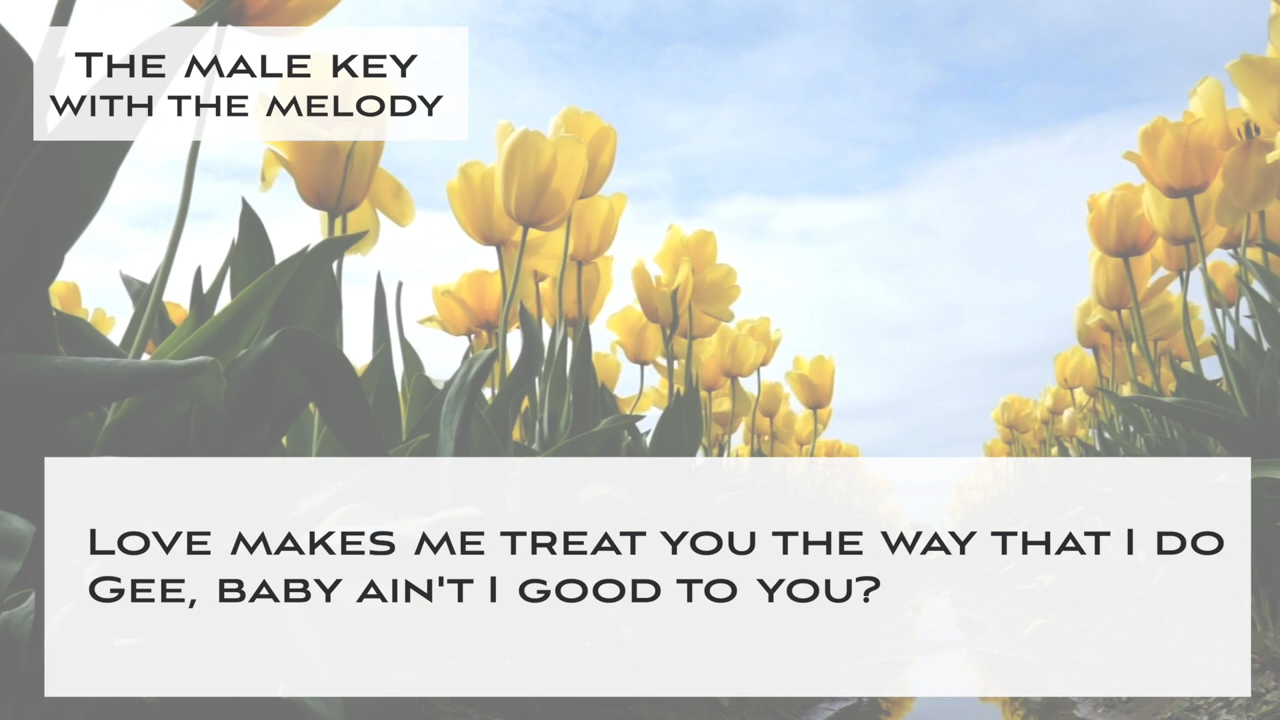 The male key
with the melody
Love makes me treat you the way that I do
Gee, baby ain't I good to you?